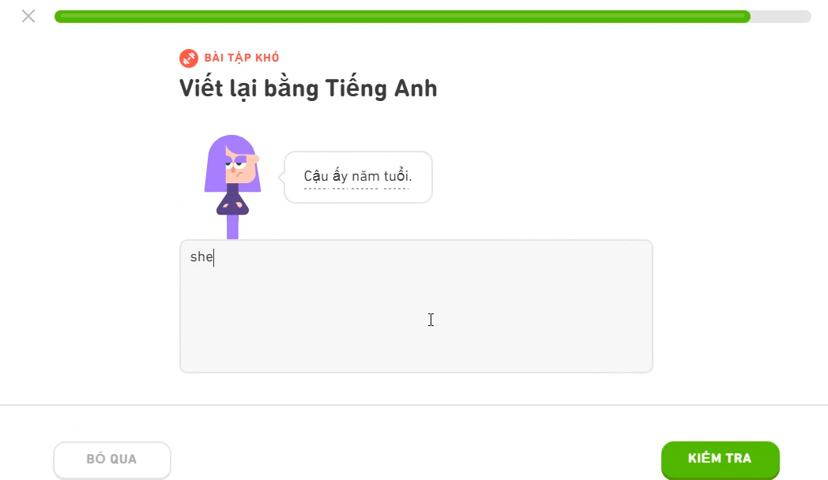 BÀI TẬP KHÓ
Viết lại bằng Tiếng Anh
Cậu ấy năm tuổi.
she
BỎ QUA
KIỂM TRA